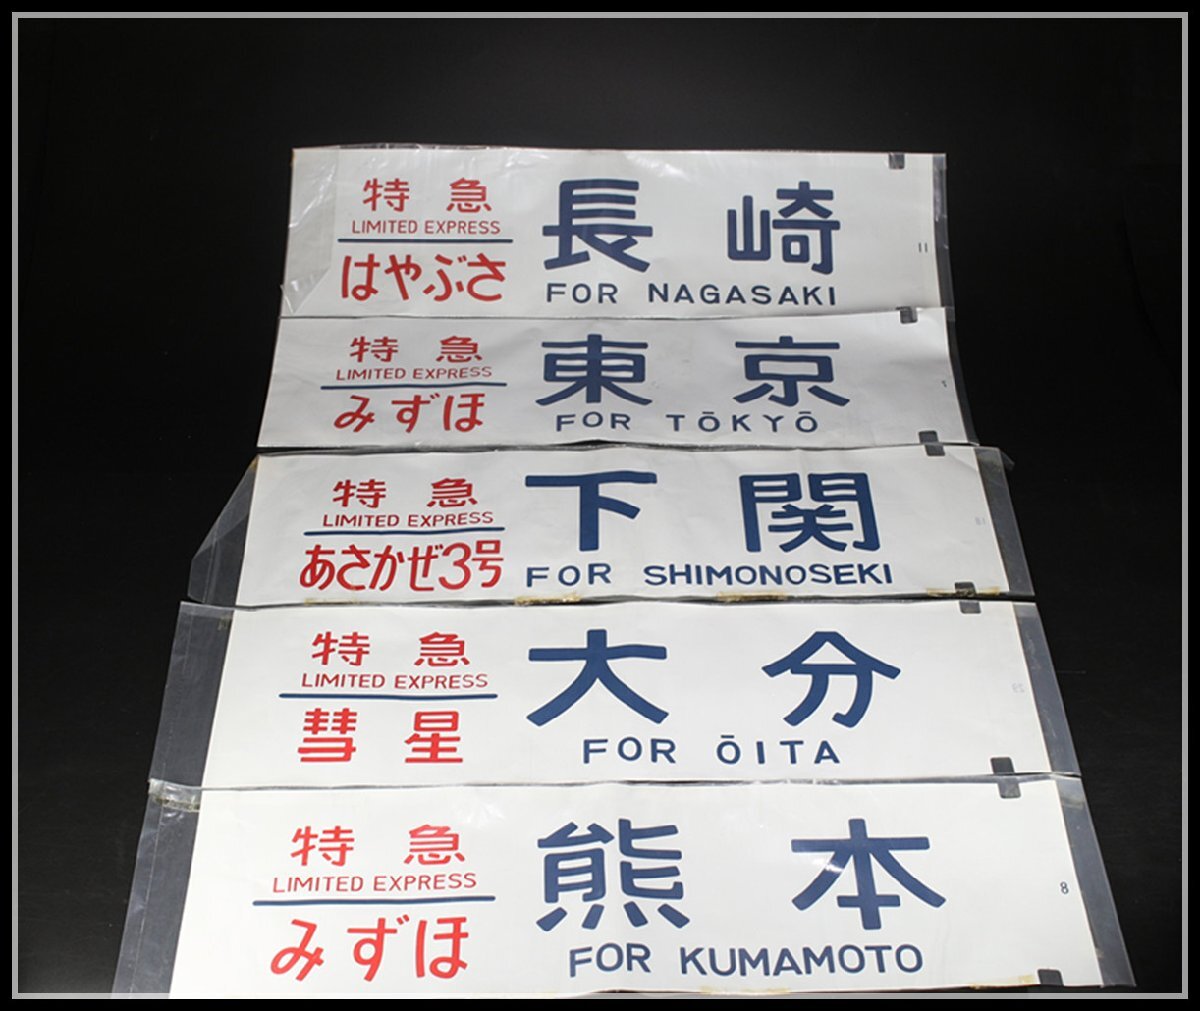 特急
LIMITED EXPRESS
はやぶさ
長崎
FOR NAGASAKI
11
特急
LIMITED EXPRESS
みずほ
東京
FOR TŌKYŌ
特急
LIMITED EXPRESS
あさかぜ3号
下関
FOR SHIMONOSEKI
特急
LIMITED EXPRESS
彗星
大分
FOR ŌITA
特急
LIMITED EXPRESS
みずほ
熊本
FOR KUMAMOTO
8